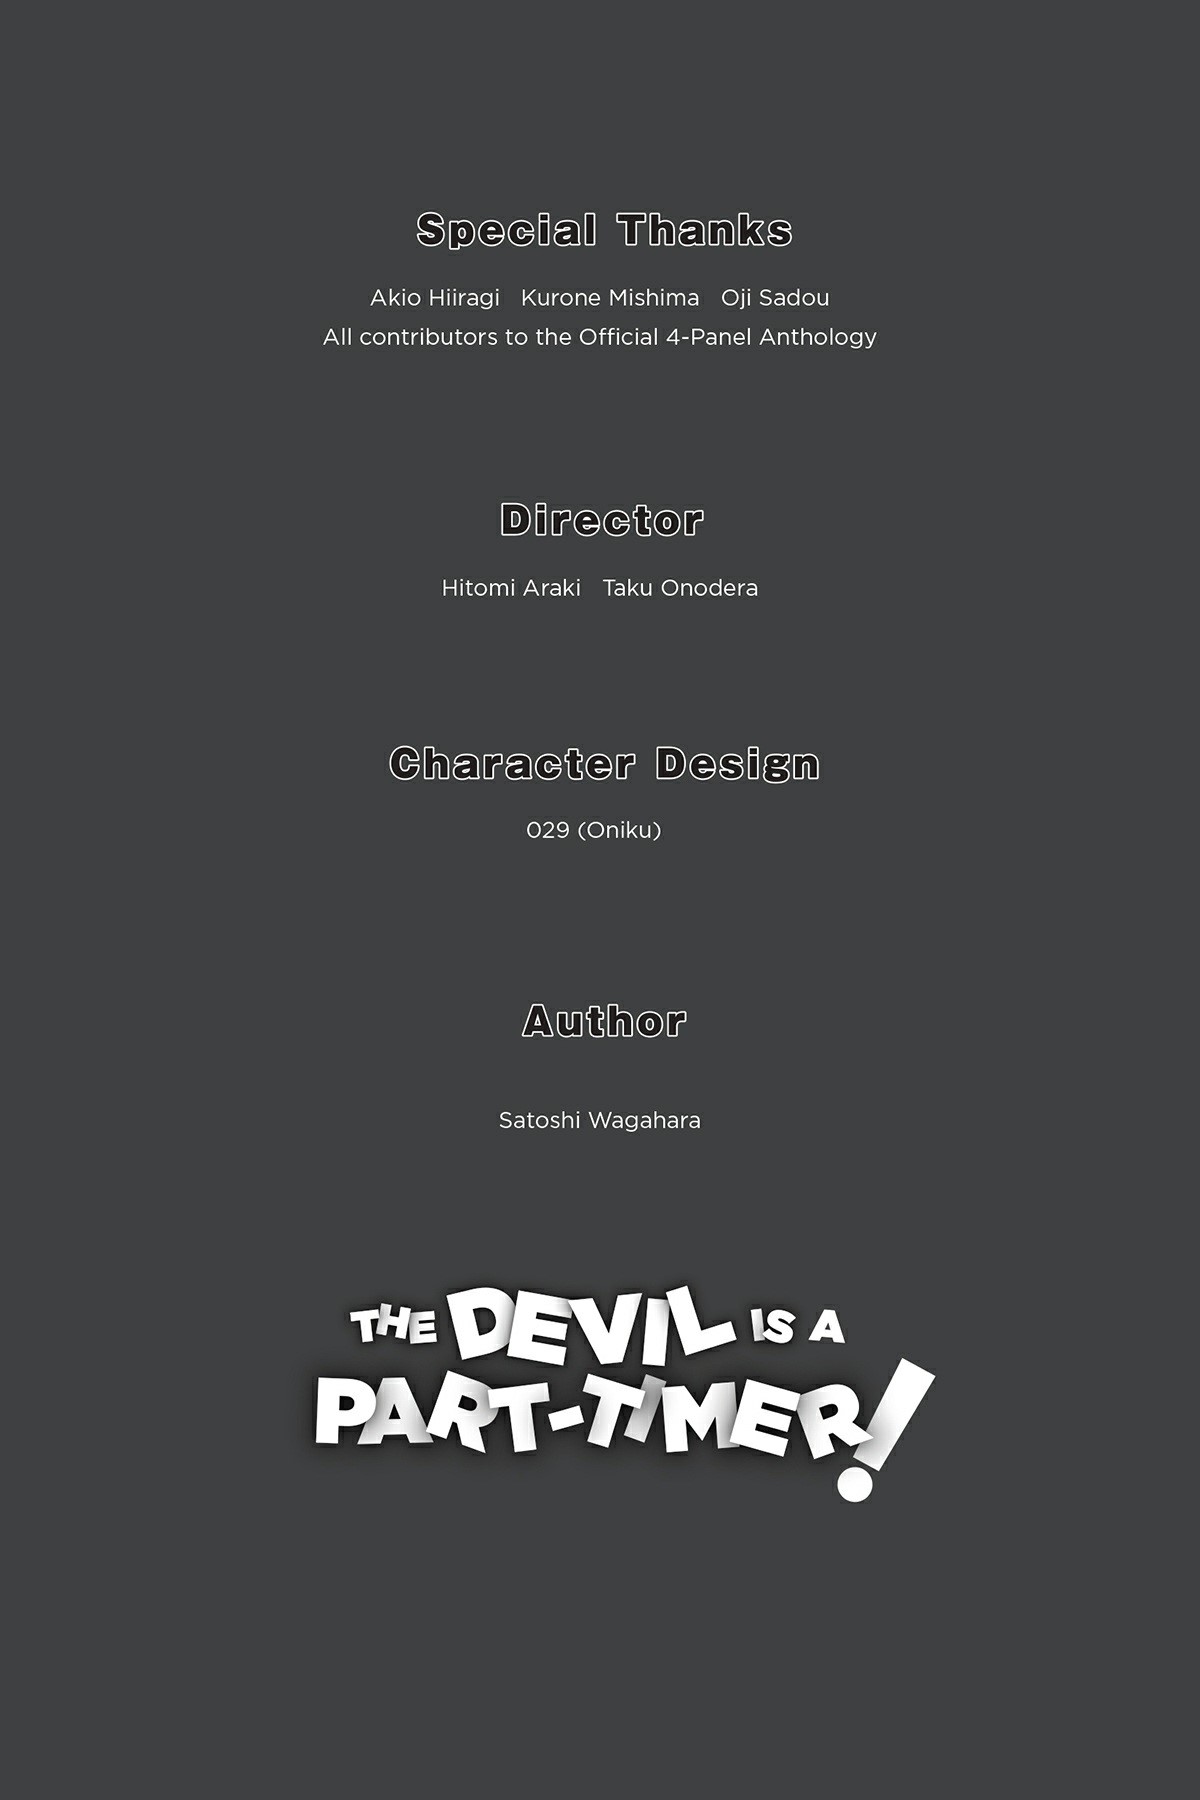 Special Thanks
Akio Hiiragi   Kurone Mishima   Oji Sadou
All contributors to the Official 4-Panel Anthology
Director
Hitomi Araki   Taku Onodera
Character Design
029 (Oniku)
Author
Satoshi Wagahara
THE DEVIL IS A
PART-TIMER!